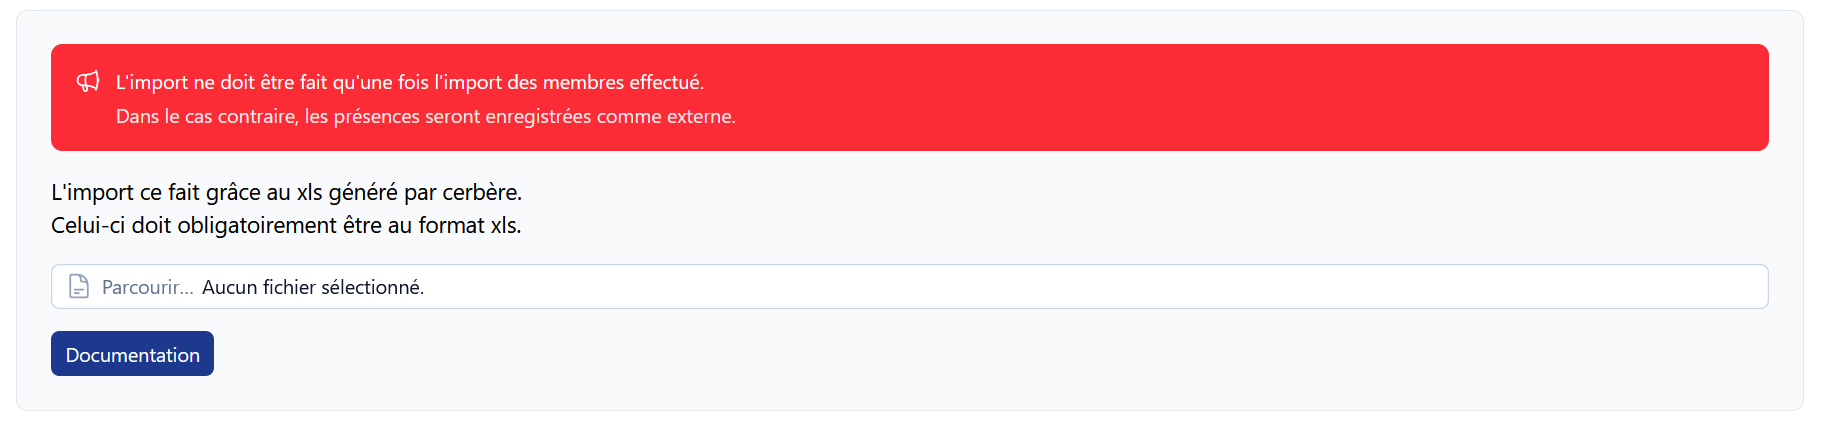 L'import ne doit être fait qu'une fois l'import des membres effectué.
Dans le cas contraire, les présences seront enregistrées comme externe.
L'import ce fait grâce au xls généré par cerbère.
Celui-ci doit obligatoirement être au format xls.
Parcourir... Aucun fichier sélectionné.
Documentation